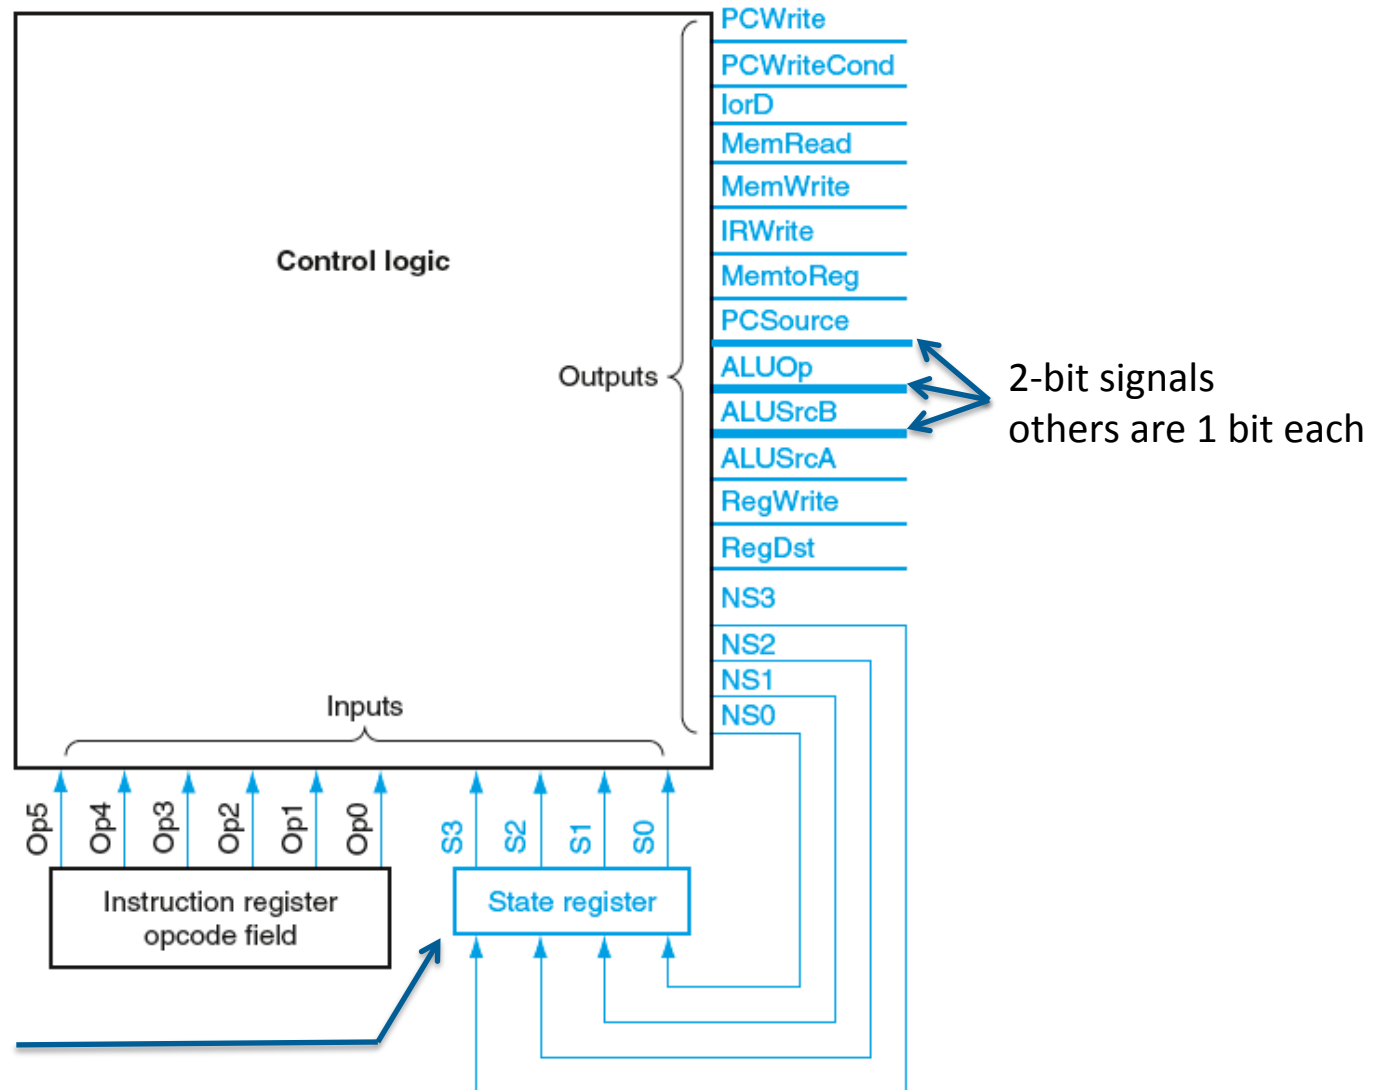 PCWrite
PCWriteCond
IorD
MemRead
MemWrite
IRWrite
Control logic
MemtoReg
PCSource
Outputs
ALUOp
2-bit signals
ALUSrcB
others are 1 bit each
ALUSrcA
RegWrite
RegDst
NS3
NS2
NS1
NS0
Inputs
Op5
Op4
Op3
Op2
Op1
Op0
S3
S2
S1
S0
Instruction register
opcode field
State register